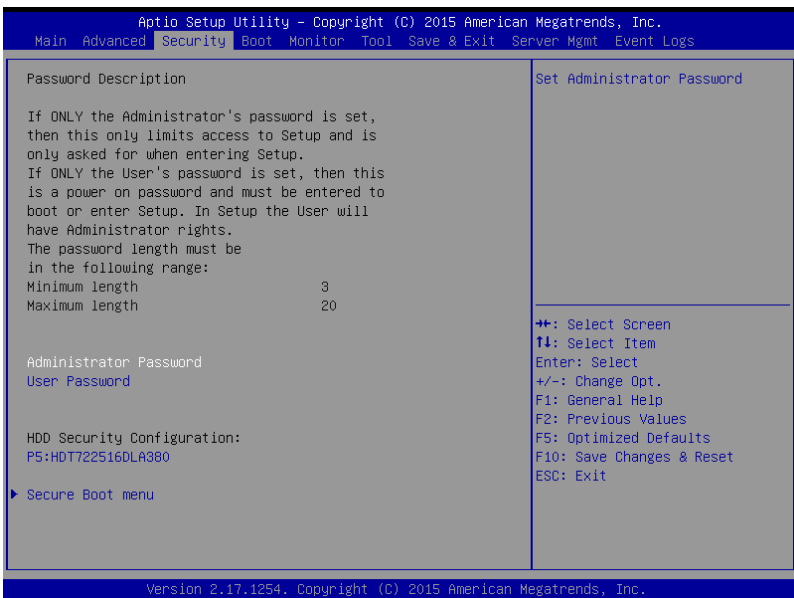 Aptio Setup Utility – Copyright (C) 2015 American Megatrends, Inc.
Main Advanced Security Boot Monitor Tool Save & Exit Server Mgmt Event Logs
Password Description
If ONLY the Administrator's password is set,
then this only limits access to Setup and is
only asked for when entering Setup.
If ONLY the User's password is set, then this
is a power on password and must be entered to
boot or enter Setup. In Setup the User will
have Administrator rights.
The password length must be
in the following range:
Minimum length 3
Maximum length 20
Administrator Password
User Password
HDD Security Configuration:
P5:HDT722516DLA380
Secure Boot menu
Set Administrator Password
→←: Select Screen
↑↓: Select Item
Enter: Select
+/-: Change Opt.
F1: General Help
F2: Previous Values
F5: Optimized Defaults
F10: Save Changes & Reset
ESC: Exit
Version 2.17.1254. Copyright (C) 2015 American Megatrends, Inc.